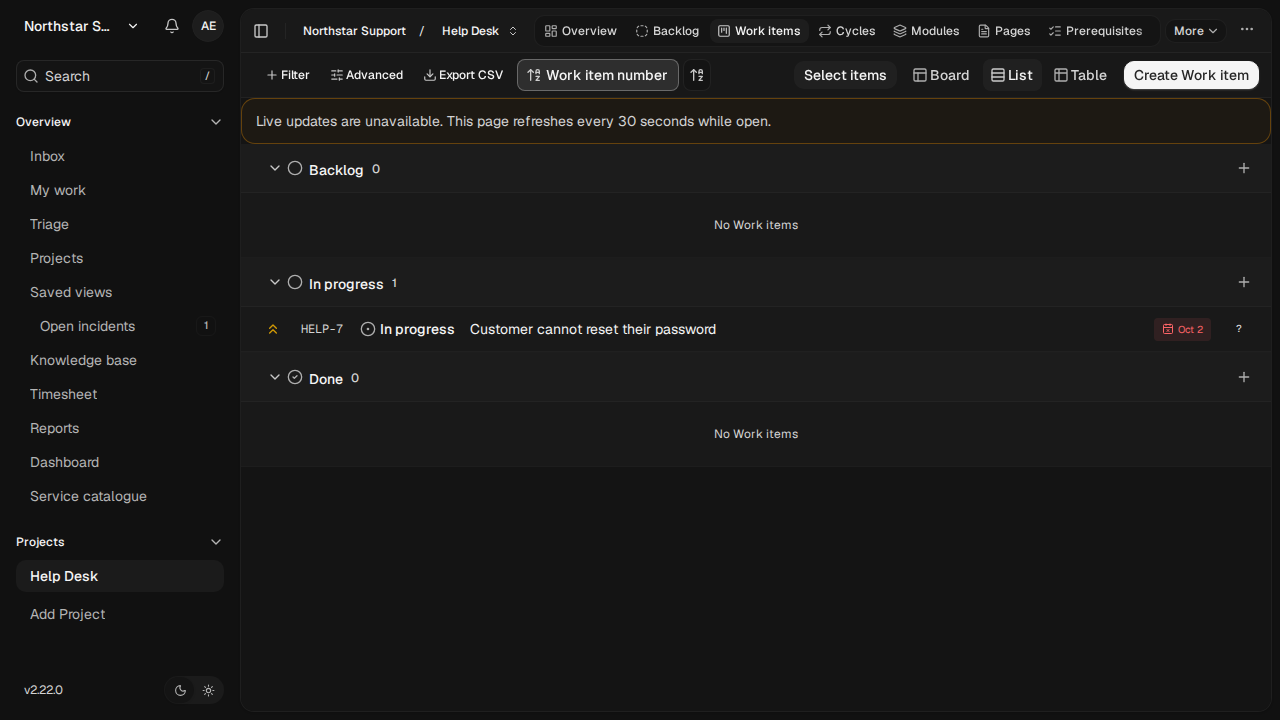 Northstar S...
AE
Search
/
Overview
Inbox
My work
Triage
Projects
Saved views
Open incidents
1
Knowledge base
Timesheet
Reports
Dashboard
Service catalogue
Projects
Help Desk
Add Project
v2.22.0
Northstar Support / Help Desk
Overview
Backlog
Work items
Cycles
Modules
Pages
Prerequisites
More
Filter
Advanced
Export CSV
Work item number
Select items
Board
List
Table
Create Work item
Live updates are unavailable. This page refreshes every 30 seconds while open.
Backlog 0
No Work items
In progress 1
HELP-7 In progress Customer cannot reset their password Oct 2 ?
Done 0
No Work items